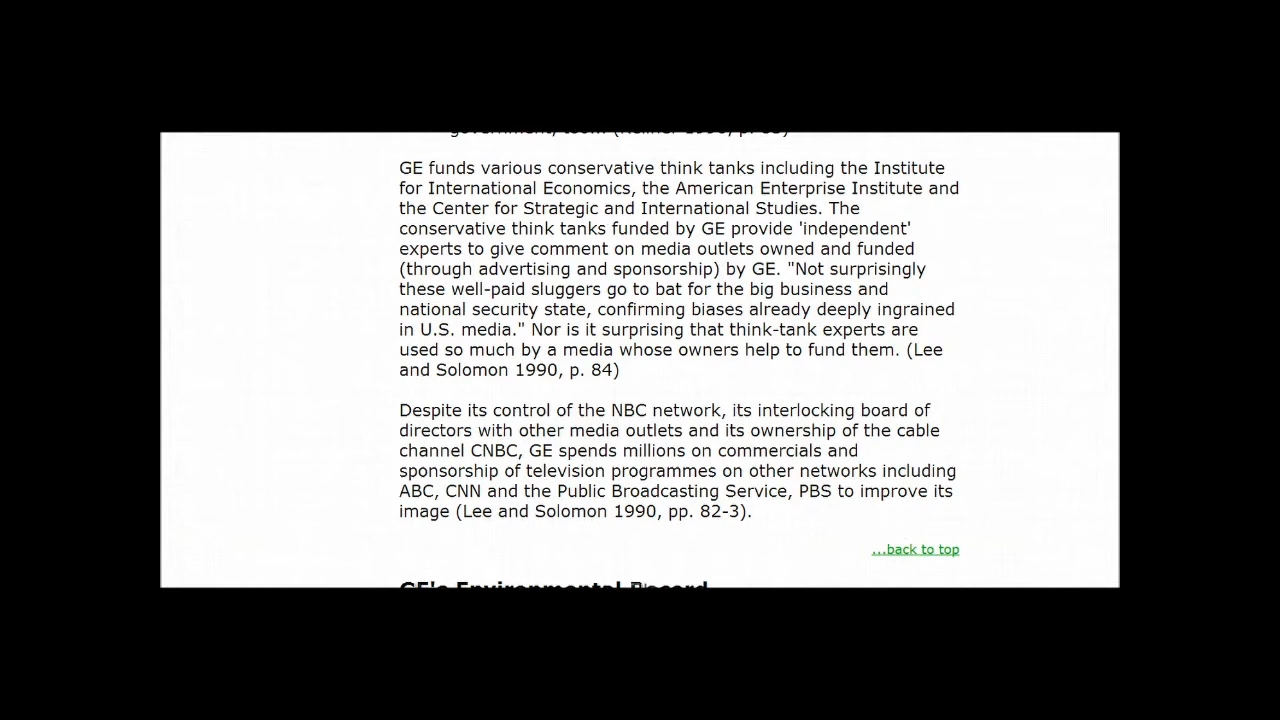 GE funds various conservative think tanks including the Institute
for International Economics, the American Enterprise Institute and
the Center for Strategic and International Studies. The
conservative think tanks funded by GE provide 'independent'
experts to give comment on media outlets owned and funded
(through advertising and sponsorship) by GE. "Not surprisingly
these well-paid sluggers go to bat for the big business and
national security state, confirming biases already deeply ingrained
in U.S. media." Nor is it surprising that think-tank experts are
used so much by a media whose owners help to fund them. (Lee
and Solomon 1990, p. 84)
Despite its control of the NBC network, its interlocking board of
directors with other media outlets and its ownership of the cable
channel CNBC, GE spends millions on commercials and
sponsorship of television programmes on other networks including
ABC, CNN and the Public Broadcasting Service, PBS to improve its
image (Lee and Solomon 1990, pp. 82-3).
...back to top
GE's Environmental Record